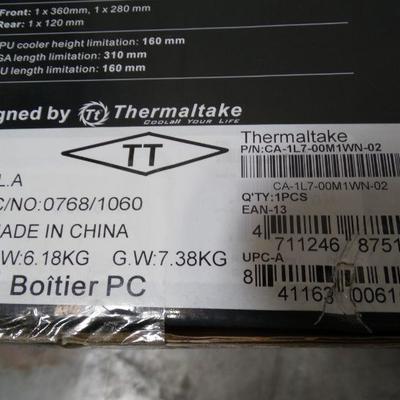 Front: 1 x 360mm, 1 x 280 mm
Rear: 1 x 120 mm
PU cooler height limitation: 160 mm
GA length limitation: 310 mm
U length limitation: 160 mm
gned by Tt Thermaltake
COOLALL YOUR LIFE
TT
L.A
C/NO:0768/1060
MADE IN CHINA
W:6.18KG G.W:7.38KG
Boîtier PC
Thermaltake
P/N:CA-1L7-00M1WN-02
CA-1L7-00M1WN-02
Q'TY:1PCS
EAN-13
4 711246 8751
UPC-A
8 41163 0061